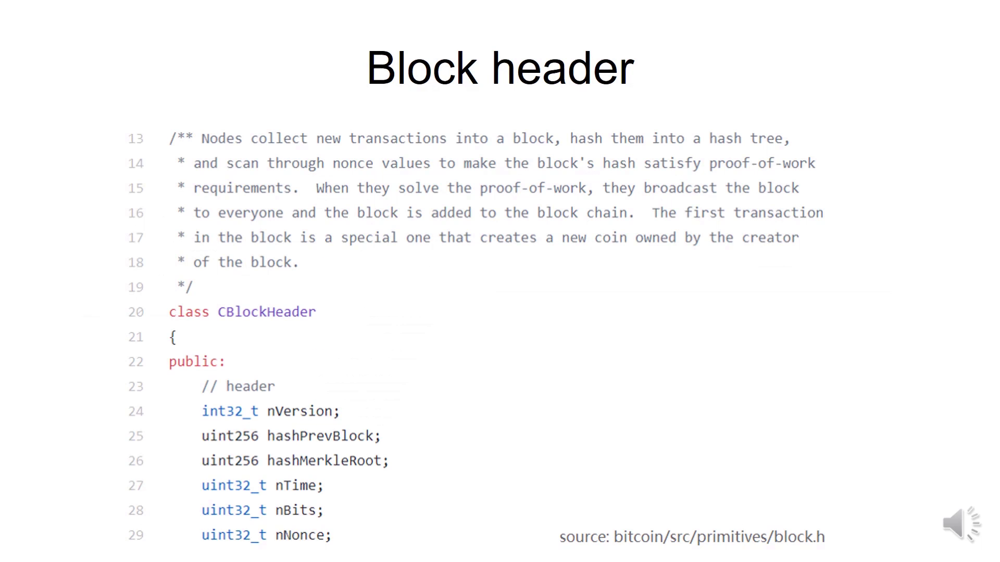 Block header
13 /** Nodes collect new transactions into a block, hash them into a hash tree,
14  * and scan through nonce values to make the block's hash satisfy proof-of-work
15  * requirements.  When they solve the proof-of-work, they broadcast the block
16  * to everyone and the block is added to the block chain.  The first transaction
17  * in the block is a special one that creates a new coin owned by the creator
18  * of the block.
19  */
20 class CBlockHeader
21 {
22 public:
23     // header
24     int32_t nVersion;
25     uint256 hashPrevBlock;
26     uint256 hashMerkleRoot;
27     uint32_t nTime;
28     uint32_t nBits;
29     uint32_t nNonce;
source: bitcoin/src/primitives/block.h